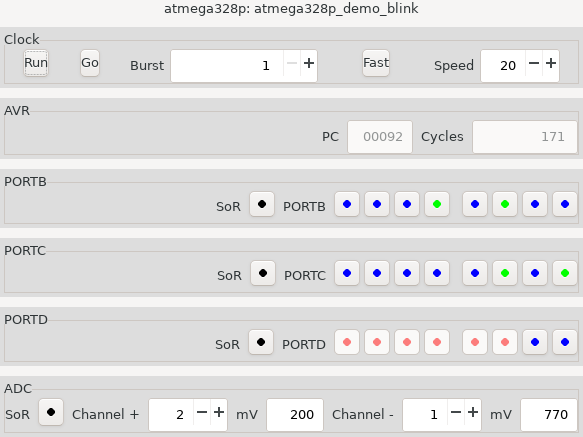 atmega328p: atmega328p_demo_blink
Clock
Run Go Burst 1 − + Fast Speed 20 − +
AVR
PC 00092 Cycles 171
PORTB
SoR PORTB
PORTC
SoR PORTC
PORTD
SoR PORTD
ADC
SoR Channel + 2 − + mV 200 Channel - 1 − + mV 770